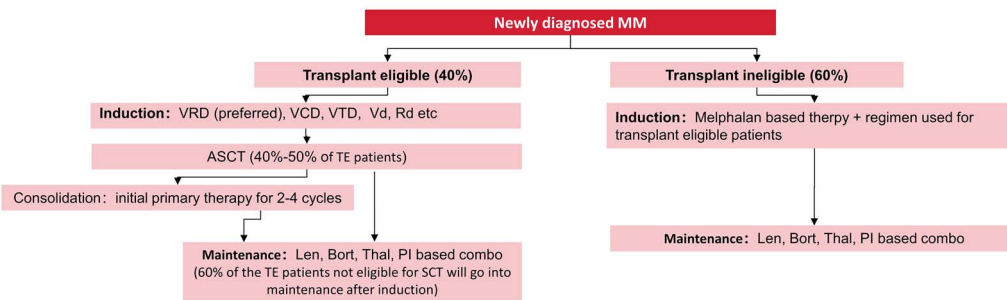 Newly diagnosed MM
Transplant eligible (40%)
Transplant ineligible (60%)
Induction: VRD (preferred), VCD, VTD, Vd, Rd etc
Induction: Melphalan based therpy + regimen used for
transplant eligible patients
ASCT (40%-50% of TE patients)
Consolidation: initial primary therapy for 2-4 cycles
Maintenance: Len, Bort, Thal, PI based combo
(60% of the TE patients not eligible for SCT will go into
maintenance after induction)
Maintenance: Len, Bort, Thal, PI based combo